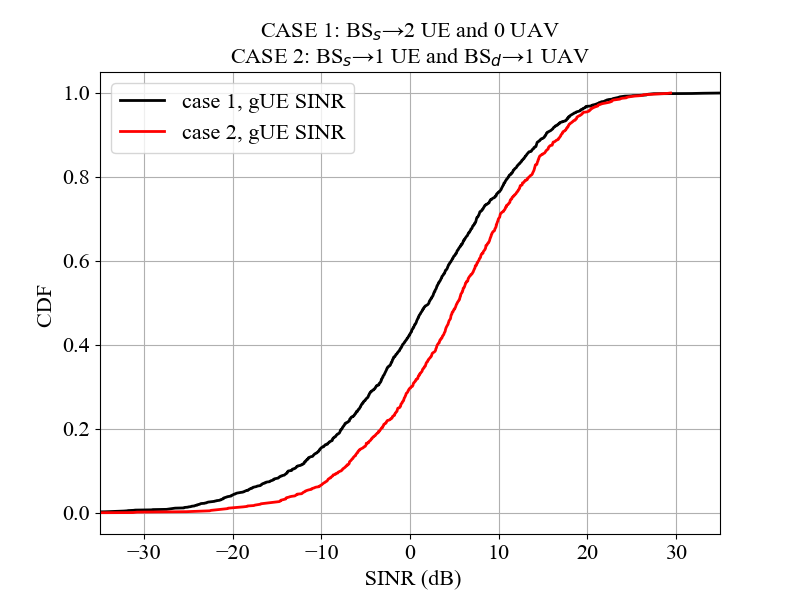 CASE 1: BSₛ→2 UE and 0 UAV
CASE 2: BSₛ→1 UE and BS_d→1 UAV
case 1, gUE SINR
case 2, gUE SINR
CDF
1.0
0.8
0.6
0.4
0.2
0.0
−30 −20 −10 0 10 20 30
SINR (dB)